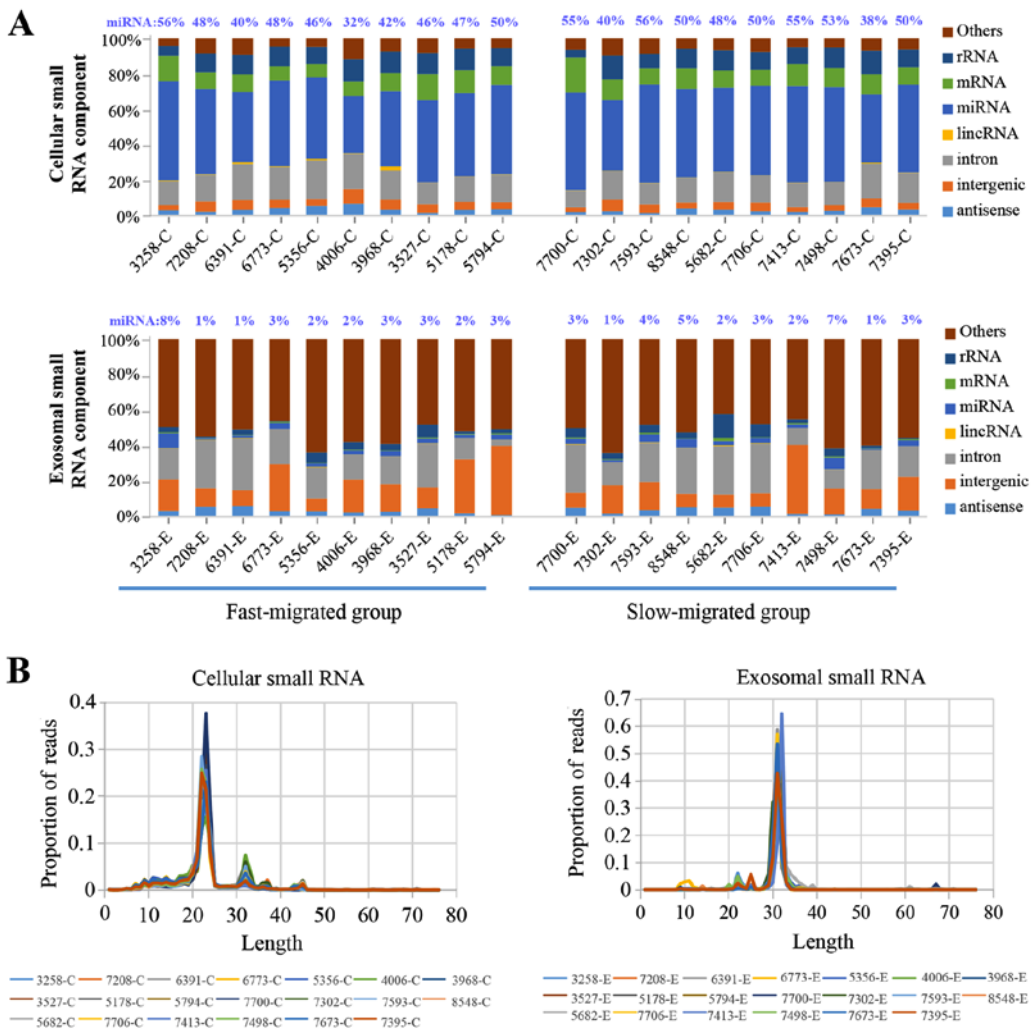 A
miRNA:56% 48% 40% 48% 46% 32% 42% 46% 47% 50% 55% 40% 56% 50% 48% 50% 55% 53% 38% 50%
Cellular small
RNA component
100%
80%
60%
40%
20%
0%
3258-C 7208-C 6391-C 6773-C 5356-C 4006-C 3968-C 3527-C 5178-C 5794-C 7700-C 7302-C 7593-C 8548-C 5682-C 7706-C 7413-C 7498-C 7673-C 7395-C
Others
rRNA
mRNA
miRNA
lincRNA
intron
intergenic
antisense
miRNA:8% 1% 1% 3% 2% 2% 3% 3% 2% 3% 3% 1% 4% 5% 2% 3% 2% 7% 1% 3%
Exosomal small
RNA component
100%
80%
60%
40%
20%
0%
3258-E 7208-E 6391-E 6773-E 5356-E 4006-E 3968-E 3527-E 5178-E 5794-E 7700-E 7302-E 7593-E 8548-E 5682-E 7706-E 7413-E 7498-E 7673-E 7395-E
Others
rRNA
mRNA
miRNA
lincRNA
intron
intergenic
antisense
Fast-migrated group Slow-migrated group
B
Cellular small RNA
Proportion of reads
0.4
0.3
0.2
0.1
0
0 10 20 30 40 50 60 70 80
Length
3258-C 7208-C 6391-C 6773-C 5356-C 4006-C 3968-C
3527-C 5178-C 5794-C 7700-C 7302-C 7593-C 8548-C
5682-C 7706-C 7413-C 7498-C 7673-C 7395-C
Exosomal small RNA
Proportion of reads
0.7
0.6
0.5
0.4
0.3
0.2
0.1
0
0 10 20 30 40 50 60 70 80
Length
3258-E 7208-E 6391-E 6773-E 5356-E 4006-E 3968-E
3527-E 5178-E 5794-E 7700-E 7302-E 7593-E 8548-E
5682-E 7706-E 7413-E 7498-E 7673-E 7395-E